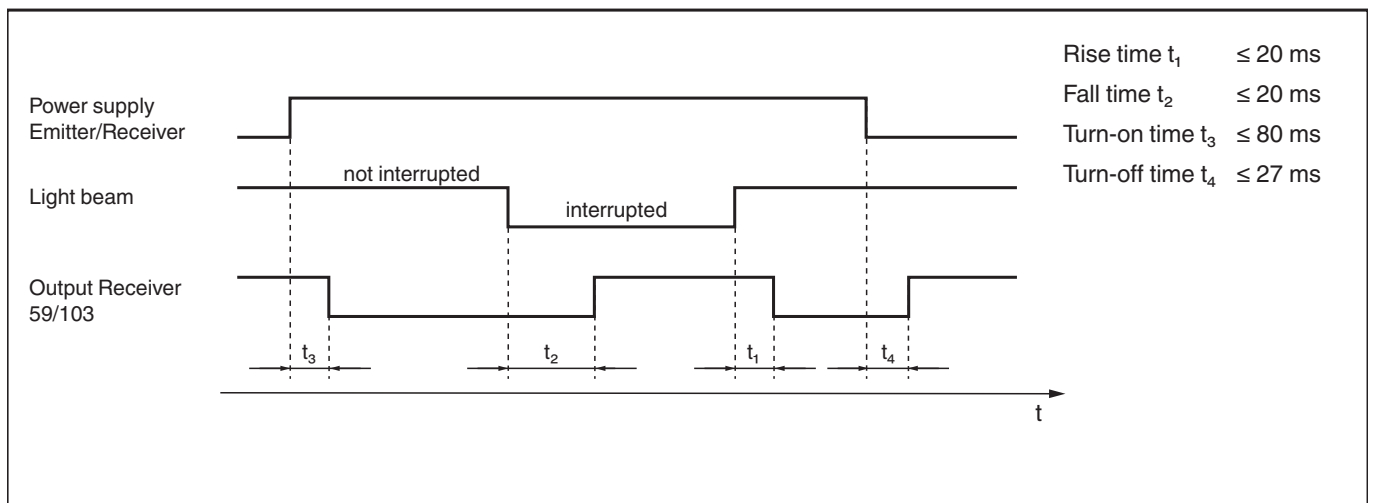 Rise time t₁ ≤ 20 ms
Fall time t₂ ≤ 20 ms
Turn-on time t₃ ≤ 80 ms
Turn-off time t₄ ≤ 27 ms
Power supply
Emitter/Receiver
not interrupted
Light beam
interrupted
Output Receiver
59/103
t₃ t₂ t₁ t₄
t